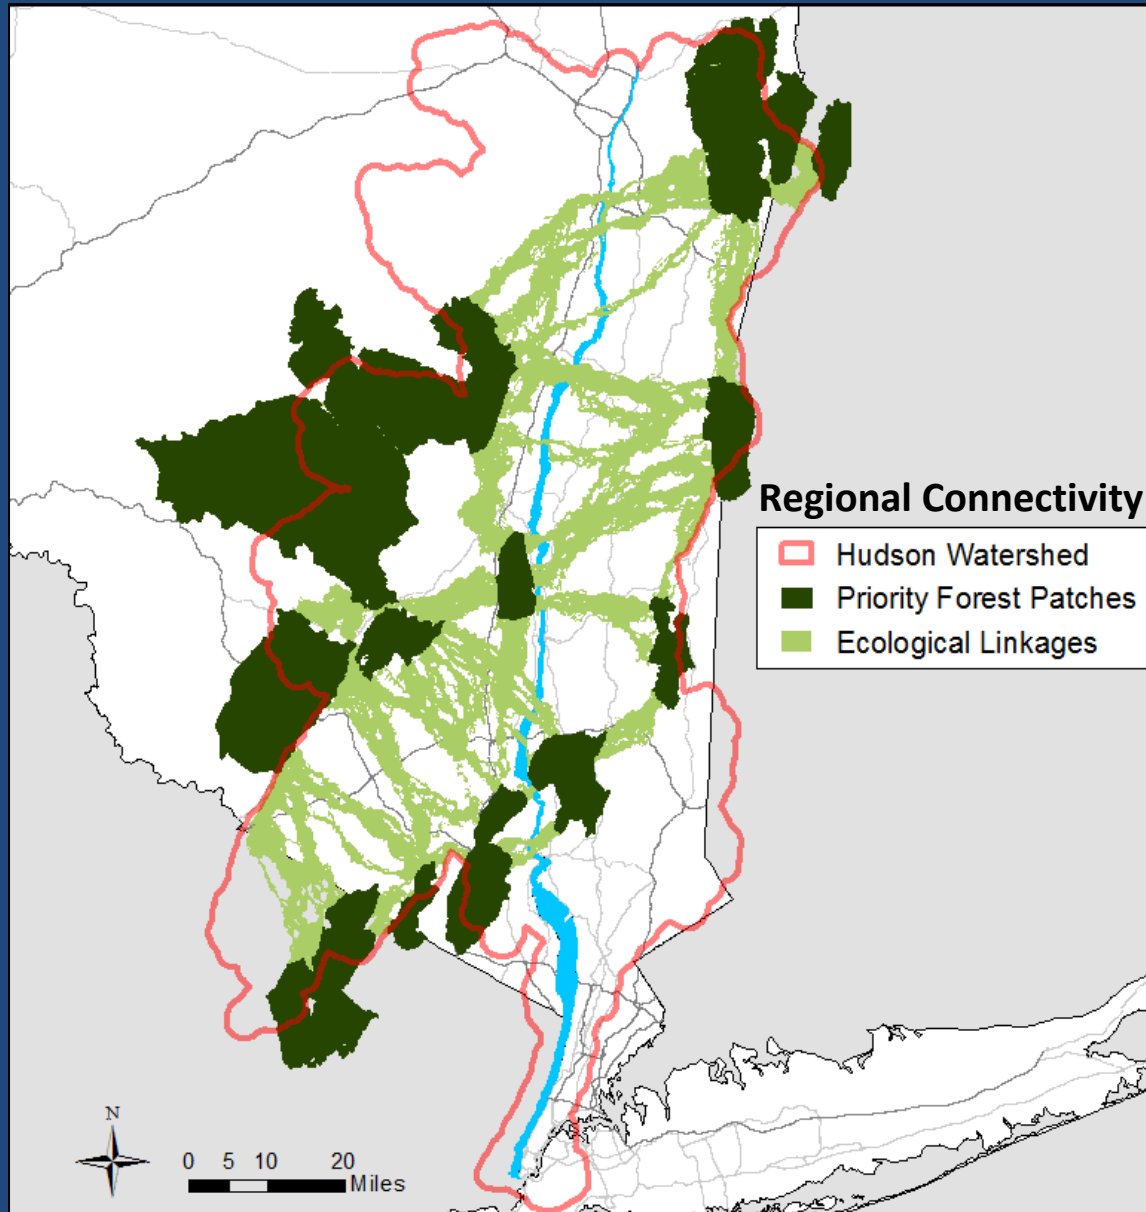 Regional Connectivity
Hudson Watershed
Priority Forest Patches
Ecological Linkages
N
0 5 10 20
Miles